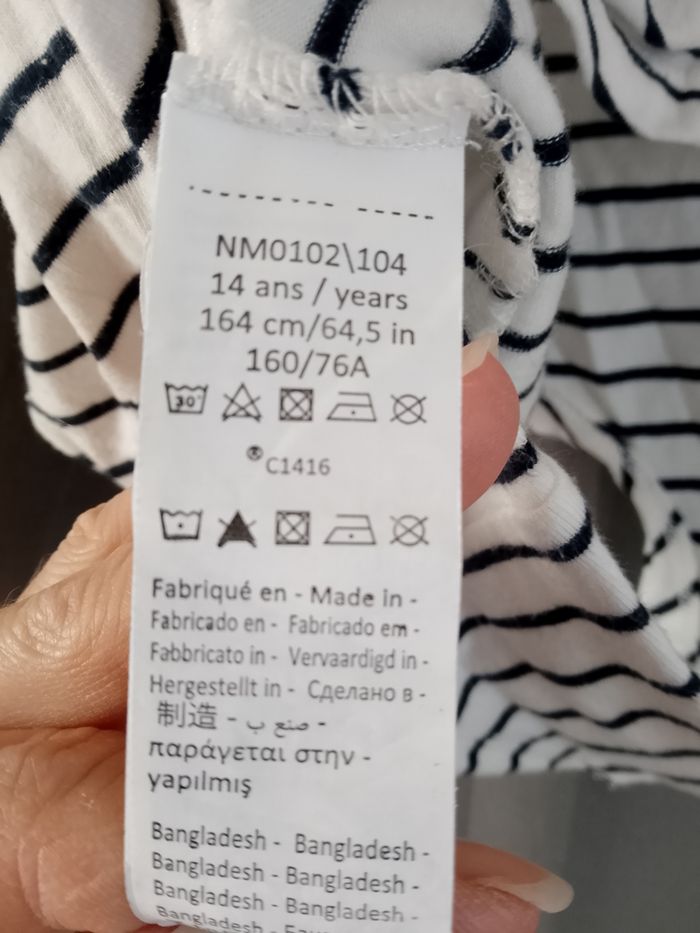 NM0102\104
14 ans / years
164 cm/64,5 in
160/76A
30°
® C1416
Fabriqué en - Made in -
Fabricado en - Fabricado em -
Fabbricato in - Vervaardigd in -
Hergestellt in - Сделано в -
制造 - صنع ب -
παράγεται στην -
yapılmış
Bangladesh - Bangladesh -
Bangladesh - Bangladesh -
Bangladesh - Bangladesh -
Bangladesh -